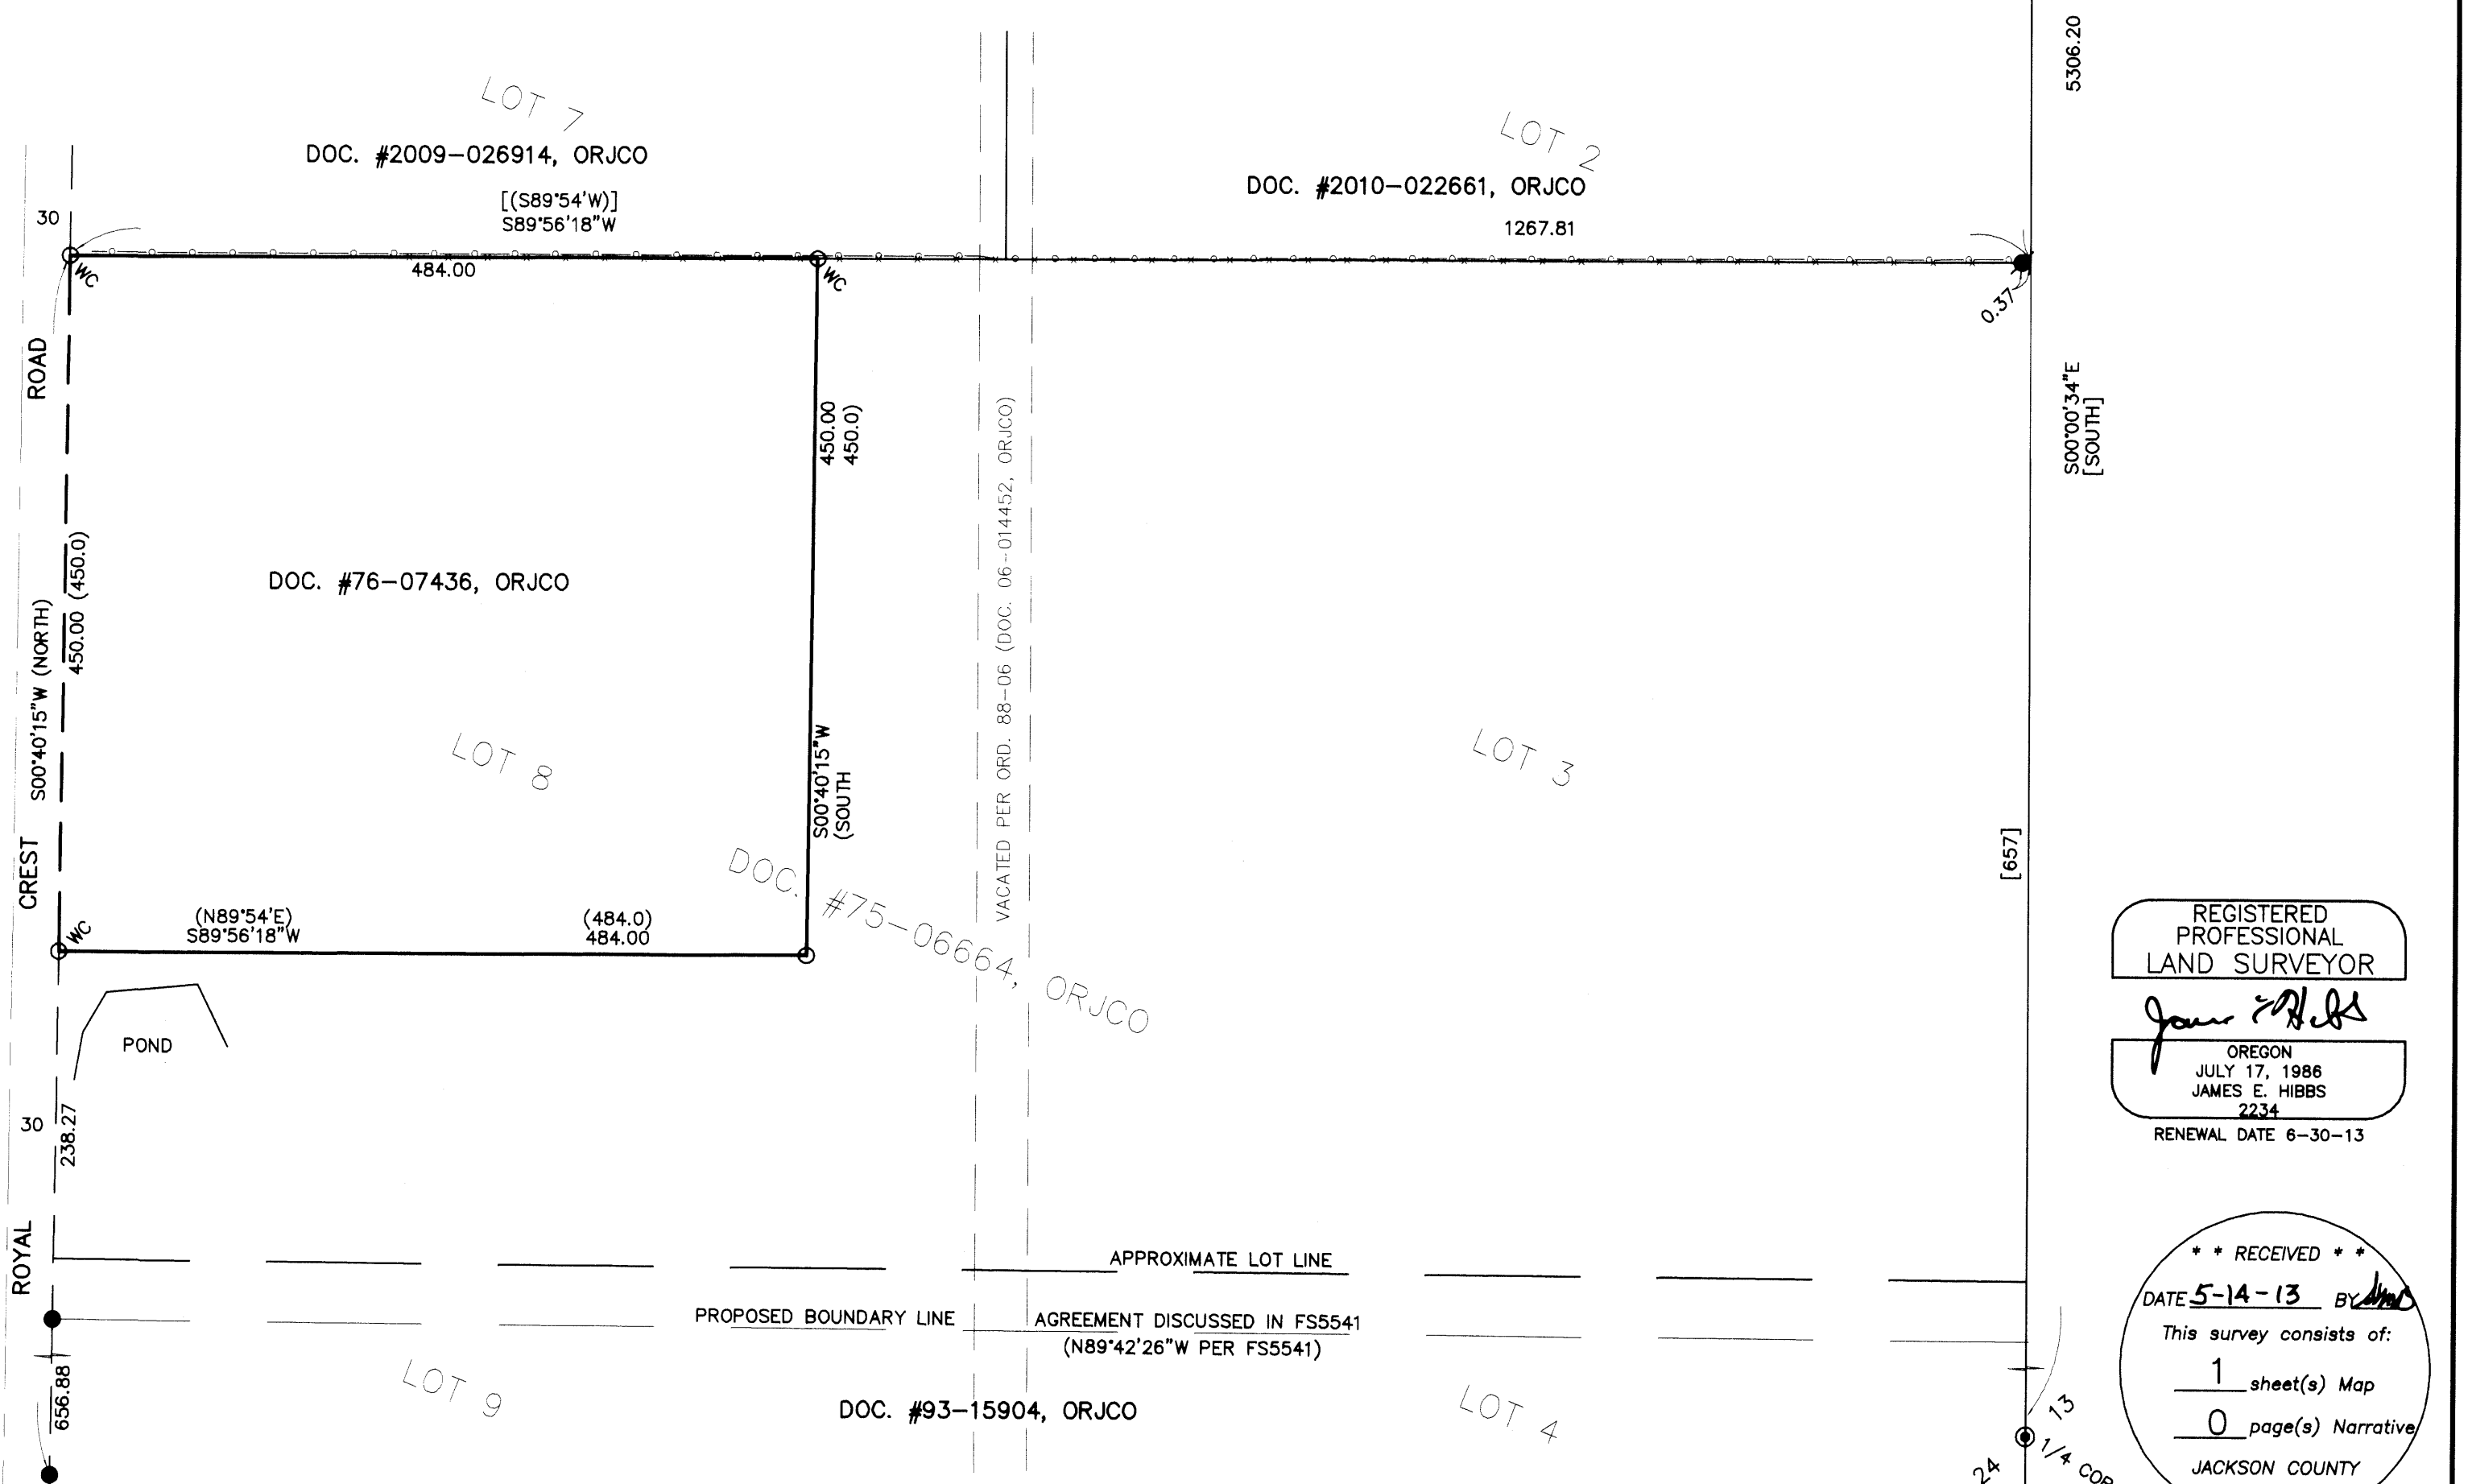 LOT 7
DOC. #2009-026914, ORJCO
[(S89°54'W)]
S89°56'18"W
30
WC
484.00
WC
LOT 2
DOC. #2010-022661, ORJCO
1267.81
0.37
5306.20
S00°00'34"E
[SOUTH]
[657]
ROYAL CREST ROAD
S00°40'15"W (NORTH)
450.00 (450.0)
DOC. #76-07436, ORJCO
450.00
450.0)
S00°40'15"W
(SOUTH
VACATED PER ORD. 88-06 (DOC. 06-014452, ORJCO)
LOT 8
LOT 3
DOC. #75-06664, ORJCO
WC
(N89°54'E)
S89°56'18"W
(484.0)
484.00
POND
30
238.27
APPROXIMATE LOT LINE
PROPOSED BOUNDARY LINE AGREEMENT DISCUSSED IN FS5541
(N89°42'26"W PER FS5541)
656.88
LOT 9
DOC. #93-15904, ORJCO
LOT 4
13
24
1/4 COR
REGISTERED
PROFESSIONAL
LAND SURVEYOR
OREGON
JULY 17, 1986
JAMES E. HIBBS
2234
RENEWAL DATE 6-30-13
* * RECEIVED * *
DATE 5-14-13 BY
This survey consists of:
1 sheet(s) Map
0 page(s) Narrative
JACKSON COUNTY